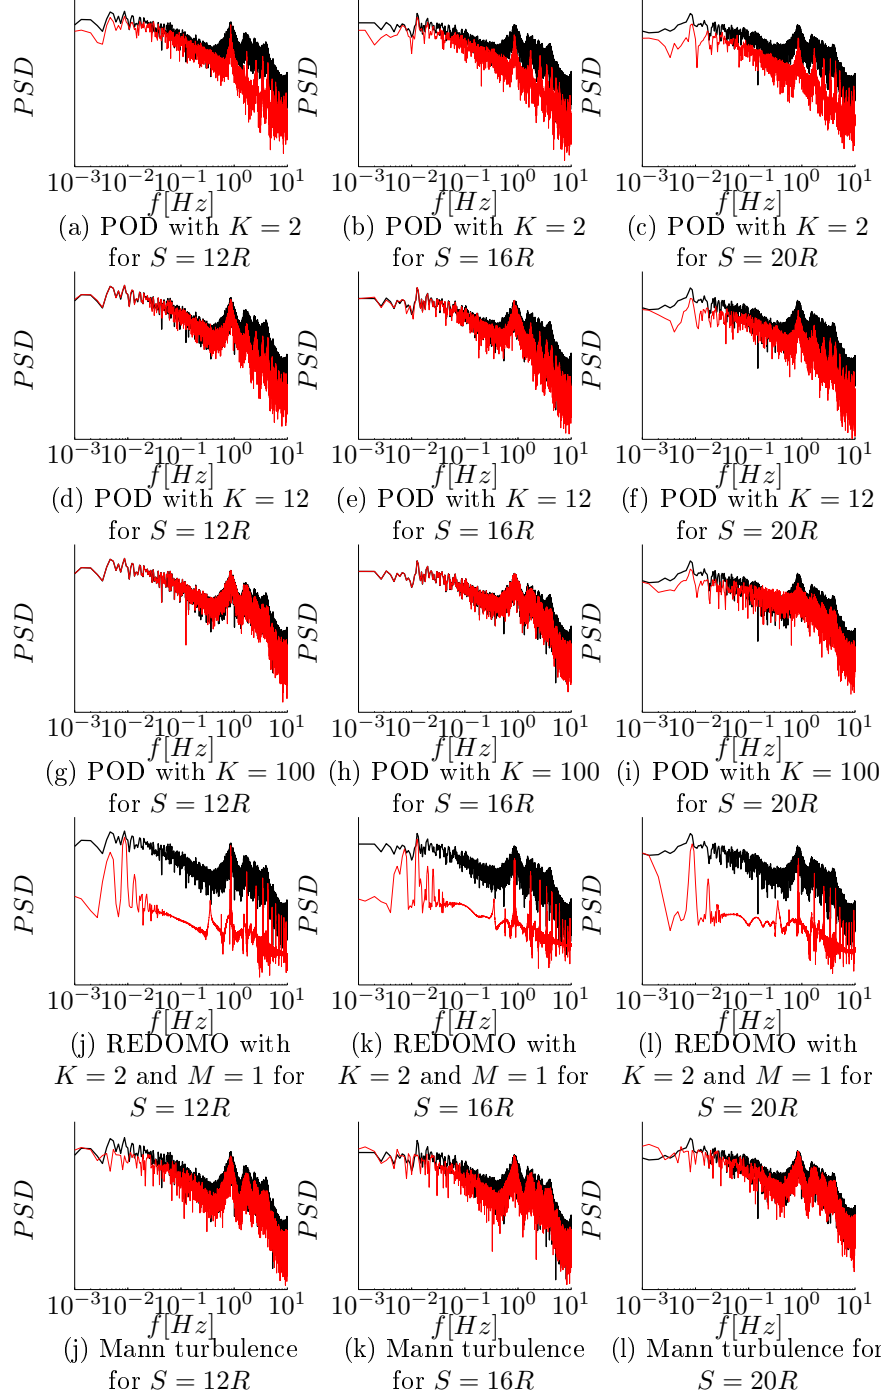 PSD PSD PSD
10^{-3} 10^{-2} 10^{-1} 10^{0} 10^{1} 10^{-3} 10^{-2} 10^{-1} 10^{0} 10^{1} 10^{-3} 10^{-2} 10^{-1} 10^{0} 10^{1}
f[Hz] f[Hz] f[Hz]
(a) POD with K = 2
for S = 12R
(b) POD with K = 2
for S = 16R
(c) POD with K = 2
for S = 20R
PSD PSD PSD
10^{-3} 10^{-2} 10^{-1} 10^{0} 10^{1} 10^{-3} 10^{-2} 10^{-1} 10^{0} 10^{1} 10^{-3} 10^{-2} 10^{-1} 10^{0} 10^{1}
f[Hz] f[Hz] f[Hz]
(d) POD with K = 12
for S = 12R
(e) POD with K = 12
for S = 16R
(f) POD with K = 12
for S = 20R
PSD PSD PSD
10^{-3} 10^{-2} 10^{-1} 10^{0} 10^{1} 10^{-3} 10^{-2} 10^{-1} 10^{0} 10^{1} 10^{-3} 10^{-2} 10^{-1} 10^{0} 10^{1}
f[Hz] f[Hz] f[Hz]
(g) POD with K = 100
for S = 12R
(h) POD with K = 100
for S = 16R
(i) POD with K = 100
for S = 20R
PSD PSD PSD
10^{-3} 10^{-2} 10^{-1} 10^{0} 10^{1} 10^{-3} 10^{-2} 10^{-1} 10^{0} 10^{1} 10^{-3} 10^{-2} 10^{-1} 10^{0} 10^{1}
f[Hz] f[Hz] f[Hz]
(j) REDOMO with
K = 2 and M = 1 for
S = 12R
(k) REDOMO with
K = 2 and M = 1 for
S = 16R
(l) REDOMO with
K = 2 and M = 1 for
S = 20R
PSD PSD PSD
10^{-3} 10^{-2} 10^{-1} 10^{0} 10^{1} 10^{-3} 10^{-2} 10^{-1} 10^{0} 10^{1} 10^{-3} 10^{-2} 10^{-1} 10^{0} 10^{1}
f[Hz] f[Hz] f[Hz]
(j) Mann turbulence
for S = 12R
(k) Mann turbulence
for S = 16R
(l) Mann turbulence for
S = 20R